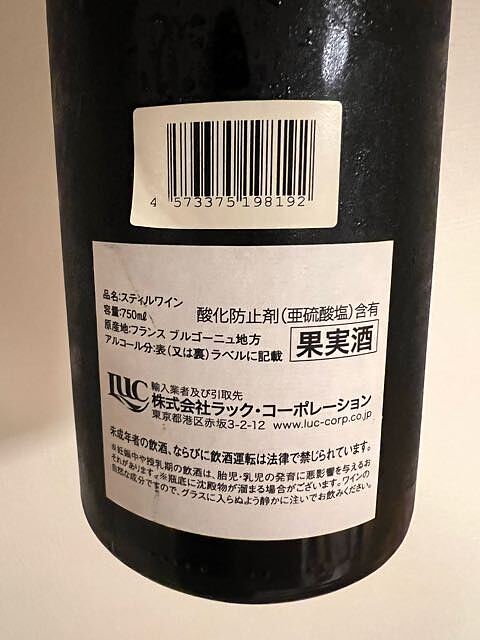 4 573375 198192
品名:スティルワイン
容量:750㎖
酸化防止剤(亜硫酸塩)含有
原産地:フランス ブルゴーニュ地方
アルコール分:表(又は裏)ラベルに記載
果実酒
LUC
輸入業者及び引取先
株式会社ラック・コーポレーション
東京都港区赤坂3-2-12 www.luc-corp.co.jp
未成年者の飲酒、ならびに飲酒運転は法律で禁じられています。
※妊娠中や授乳期の飲酒は、胎児・乳児の発育に悪影響を与えるお
それがあります。※瓶底に沈殿物が溜まる場合がございます。ワインの
自然な成分ですので、グラスに入らぬよう静かに注いでお飲みください。